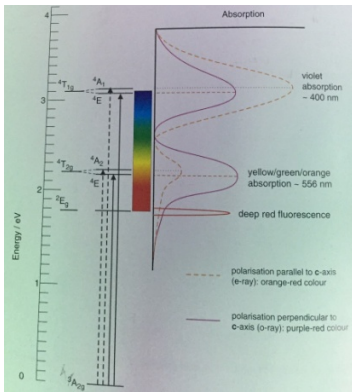 Absorption
4
⁴T₁g
⁴A₁
⁴E
violet
absorption
~ 400 nm
3
⁴T₂g
⁴A₂
⁴E
yellow/green/orange
absorption ~ 556 nm
2
²Eg
deep red fluorescence
Energy / eV
1
polarisation parallel to c-axis
(e-ray): orange-red colour
polarisation perpendicular to
c-axis (o-ray): purple-red colour
0
⁴A₂g